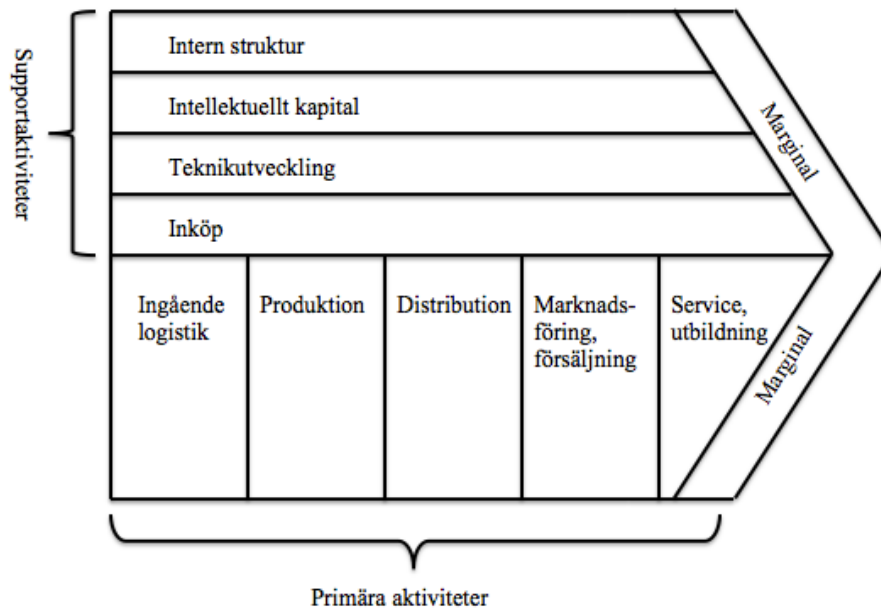 Supportaktiviteter
Intern struktur
Intellektuellt kapital
Teknikutveckling
Inköp
Marginal
Ingående
logistik
Produktion
Distribution
Marknads-
föring,
försäljning
Service,
utbildning
Marginal
Primära aktiviteter